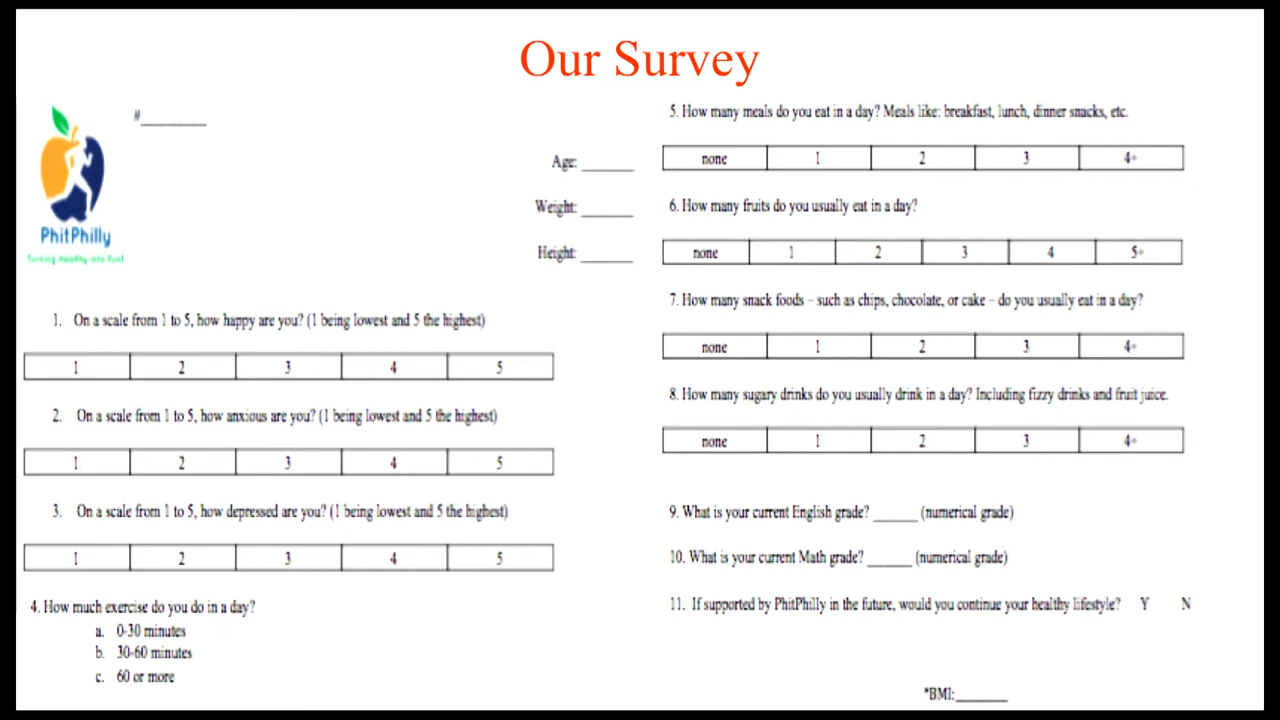 Our Survey
#________
PhitPhilly
Turning Healthy into Fun!
Age: ______
Weight: ______
Height: ______
1. On a scale from 1 to 5, how happy are you? (1 being lowest and 5 the highest)
1 2 3 4 5
2. On a scale from 1 to 5, how anxious are you? (1 being lowest and 5 the highest)
1 2 3 4 5
3. On a scale from 1 to 5, how depressed are you? (1 being lowest and 5 the highest)
1 2 3 4 5
4. How much exercise do you do in a day?
a. 0-30 minutes
b. 30-60 minutes
c. 60 or more
5. How many meals do you eat in a day? Meals like: breakfast, lunch, dinner snacks, etc.
none 1 2 3 4+
6. How many fruits do you usually eat in a day?
none 1 2 3 4 5+
7. How many snack foods – such as chips, chocolate, or cake – do you usually eat in a day?
none 1 2 3 4+
8. How many sugary drinks do you usually drink in a day? Including fizzy drinks and fruit juice.
none 1 2 3 4+
9. What is your current English grade? _____ (numerical grade)
10. What is your current Math grade? _____ (numerical grade)
11. If supported by PhitPhilly in the future, would you continue your healthy lifestyle? Y N
*BMI:______